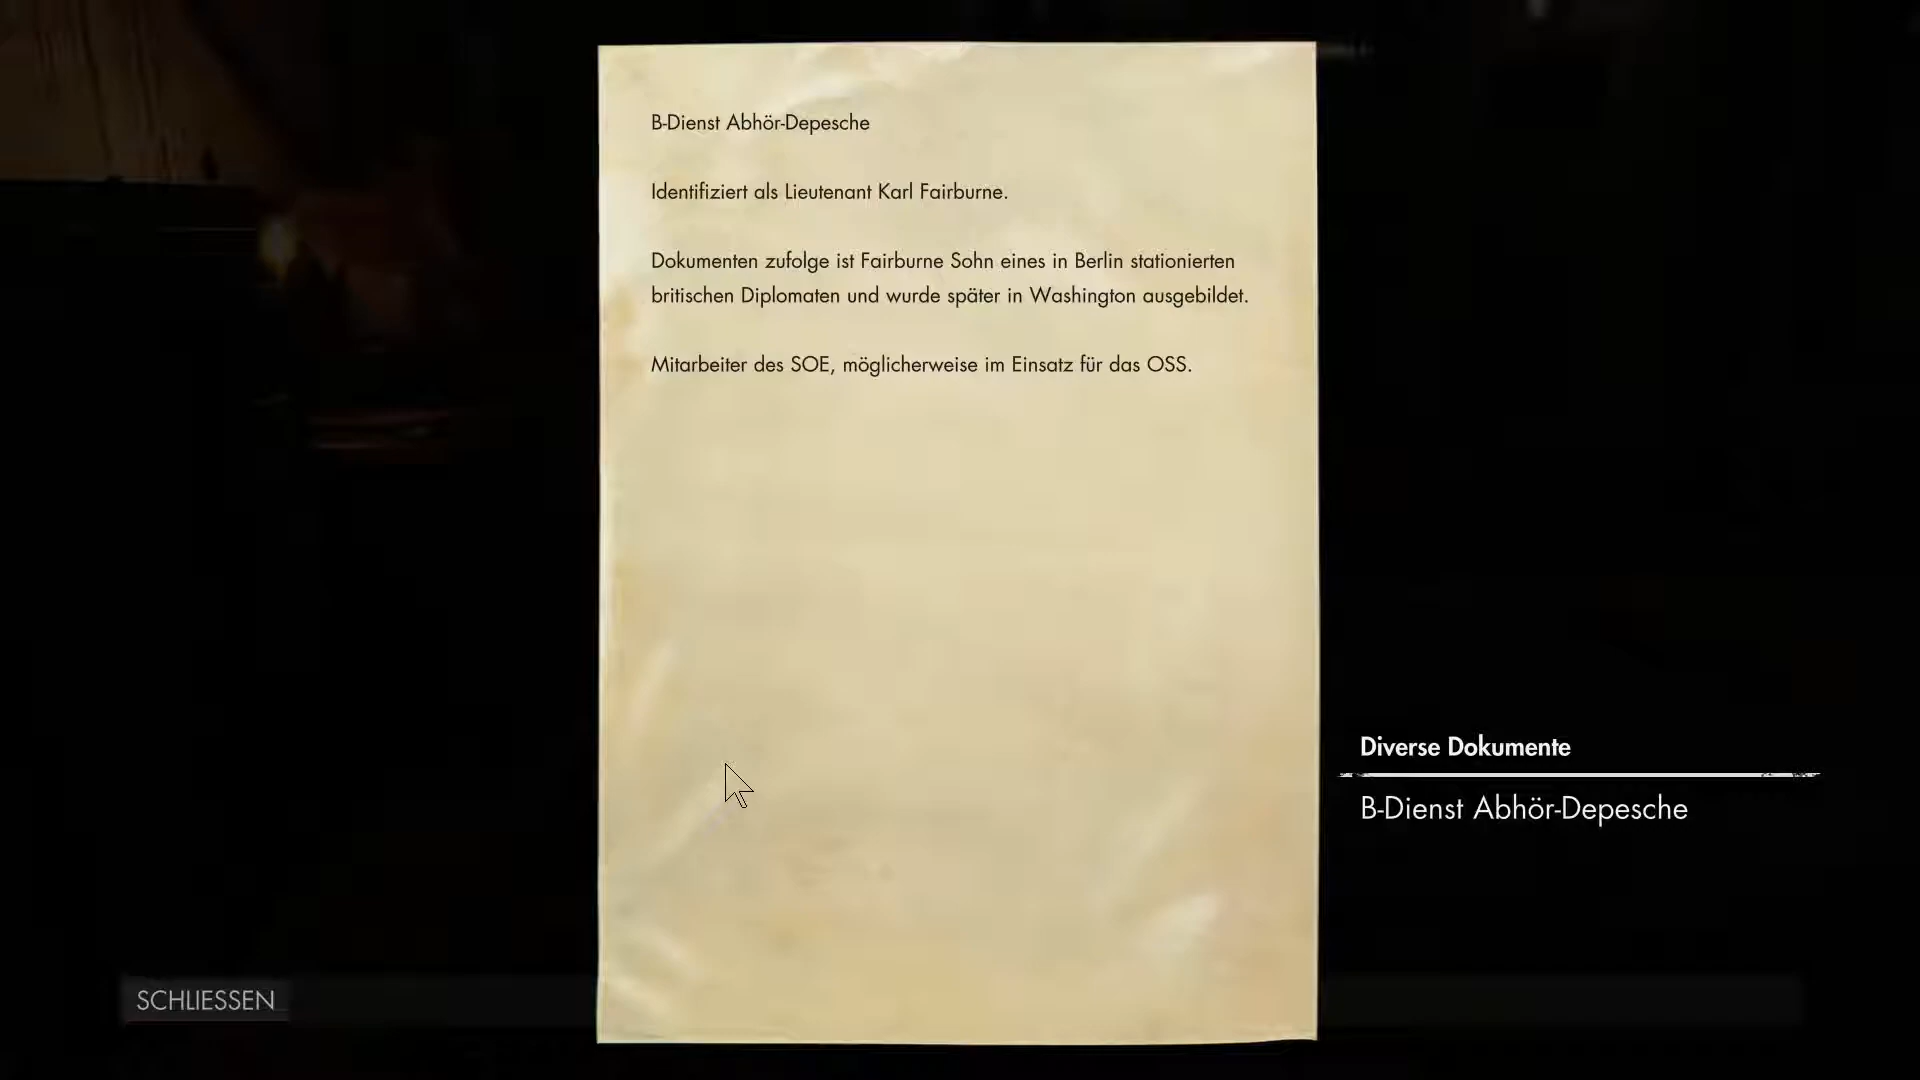 B-Dienst Abhör-Depesche
Identifiziert als Lieutenant Karl Fairburne.
Dokumenten zufolge ist Fairburne Sohn eines in Berlin stationierten
britischen Diplomaten und wurde später in Washington ausgebildet.
Mitarbeiter des SOE, möglicherweise im Einsatz für das OSS.
Diverse Dokumente
B-Dienst Abhör-Depesche
SCHLIESSEN